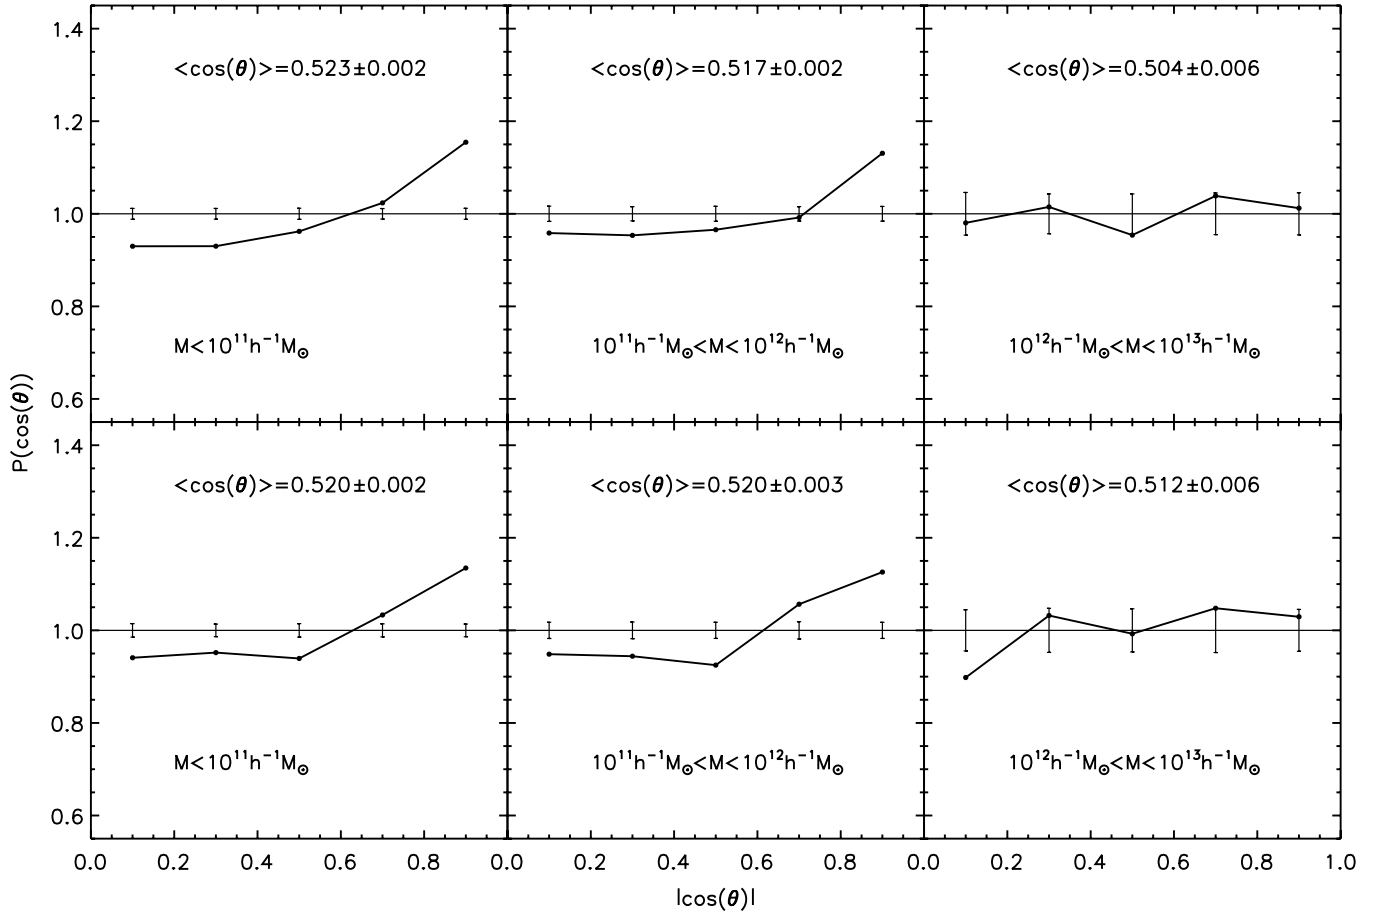 1.4
<cos(θ)>=0.523±0.002
<cos(θ)>=0.517±0.002
<cos(θ)>=0.504±0.006
1.2
1.0
0.8
M<10¹¹h⁻¹M⊙
10¹¹h⁻¹M⊙<M<10¹²h⁻¹M⊙
10¹²h⁻¹M⊙<M<10¹³h⁻¹M⊙
0.6
P(cos(θ))
1.4
<cos(θ)>=0.520±0.002
<cos(θ)>=0.520±0.003
<cos(θ)>=0.512±0.006
1.2
1.0
0.8
M<10¹¹h⁻¹M⊙
10¹¹h⁻¹M⊙<M<10¹²h⁻¹M⊙
10¹²h⁻¹M⊙<M<10¹³h⁻¹M⊙
0.6
0.0 0.2 0.4 0.6 0.8 0.0 0.2 0.4 0.6 0.8 0.0 0.2 0.4 0.6 0.8 1.0
|cos(θ)|